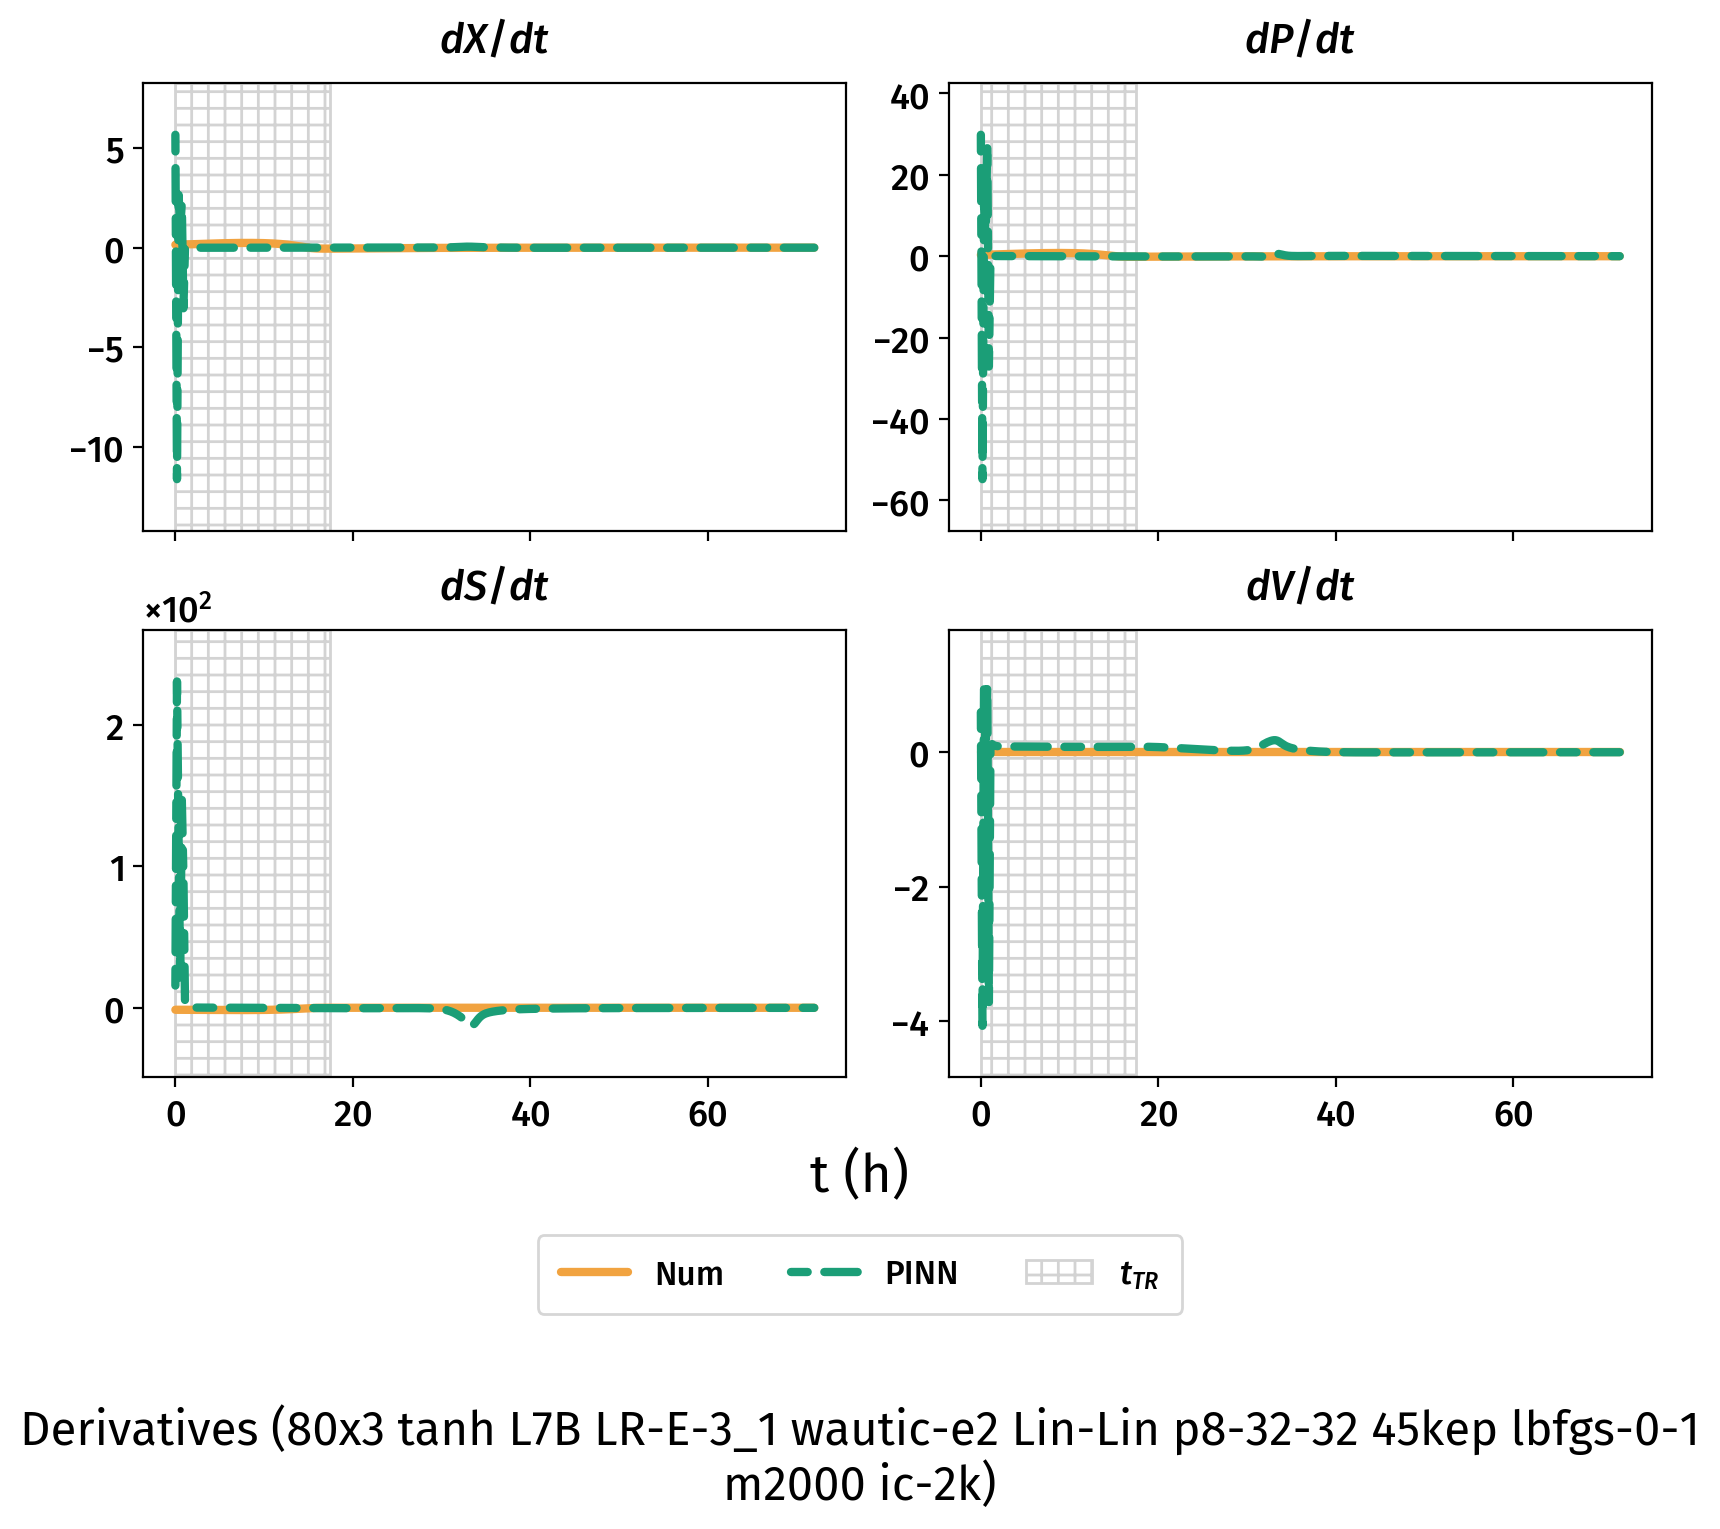 dX/dt
dP/dt
5
0
−5
−10
40
20
0
−20
−40
−60
dS/dt
dV/dt
×10²
2
1
0
0
−2
−4
0 20 40 60
0 20 40 60
t (h)
Num PINN t_TR
Derivatives (80x3 tanh L7B LR-E-3_1 wautic-e2 Lin-Lin p8-32-32 45kep lbfgs-0-1
m2000 ic-2k)